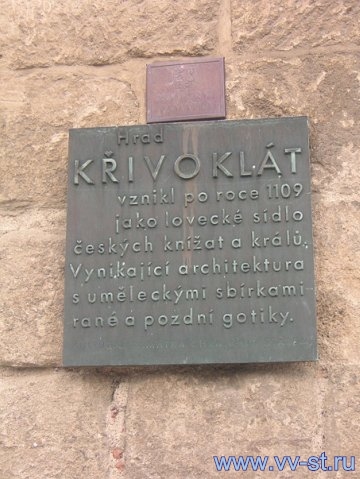 Hrad
KŘIVOKLÁT
vznikl po roce 1109
jako lovecké sídlo
českých knížat a králů.
Vynikající architektura
s uměleckými sbírkami
rané a pozdní gotiky.
www.vv-st.ru